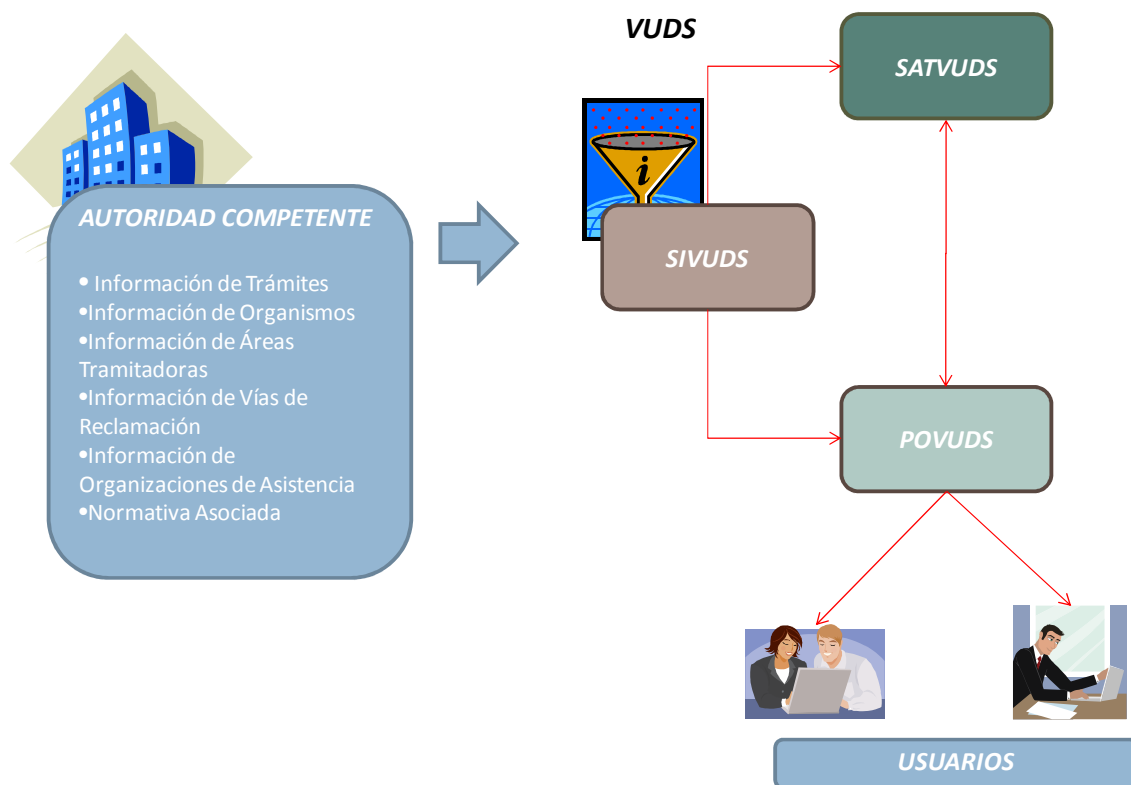 VUDS
SATVUDS
i
SIVUDS
AUTORIDAD COMPETENTE
• Información de Trámites
•Información de Organismos
•Información de Áreas
Tramitadoras
•Información de Vías de
Reclamación
•Información de
Organizaciones de Asistencia
•Normativa Asociada
POVUDS
USUARIOS